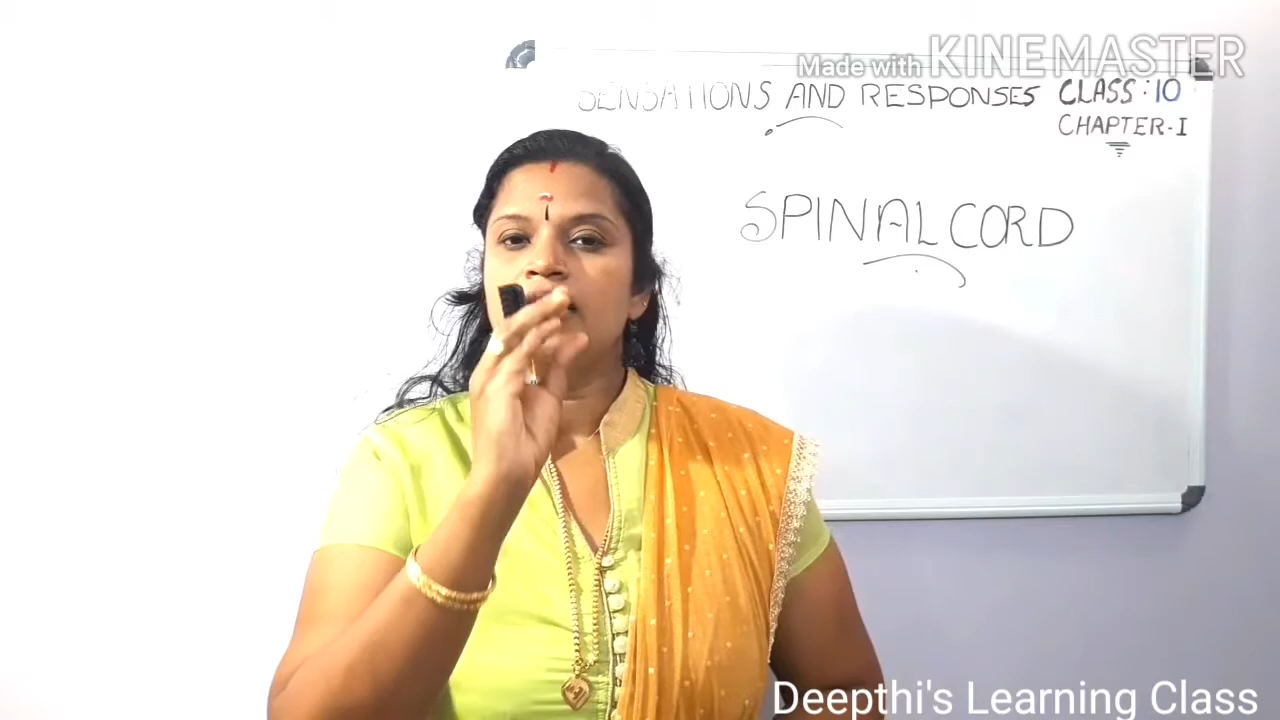 Made with KINEMASTER
SENSATIONS AND RESPONSES CLASS : 10
CHAPTER-I
SPINAL CORD
Deepthi's Learning Class